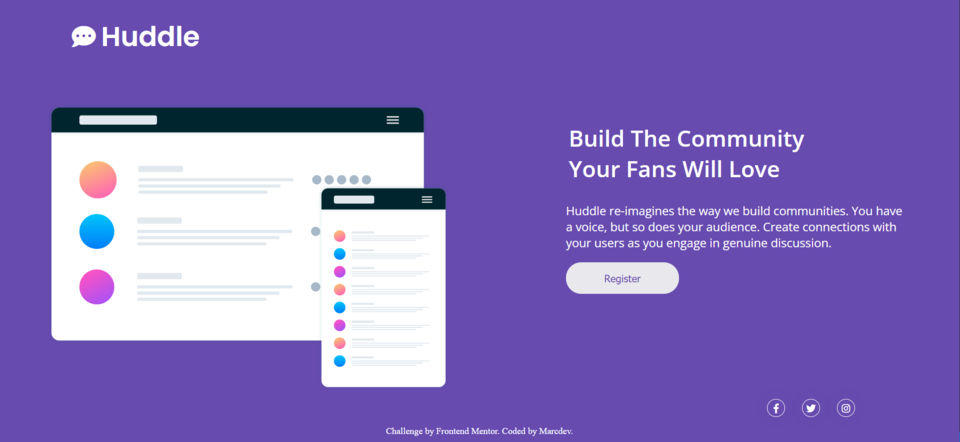 Huddle
Build The Community
Your Fans Will Love
Huddle re-imagines the way we build communities. You have
a voice, but so does your audience. Create connections with
your users as you engage in genuine discussion.
Register
Challenge by Frontend Mentor. Coded by Marcdev.